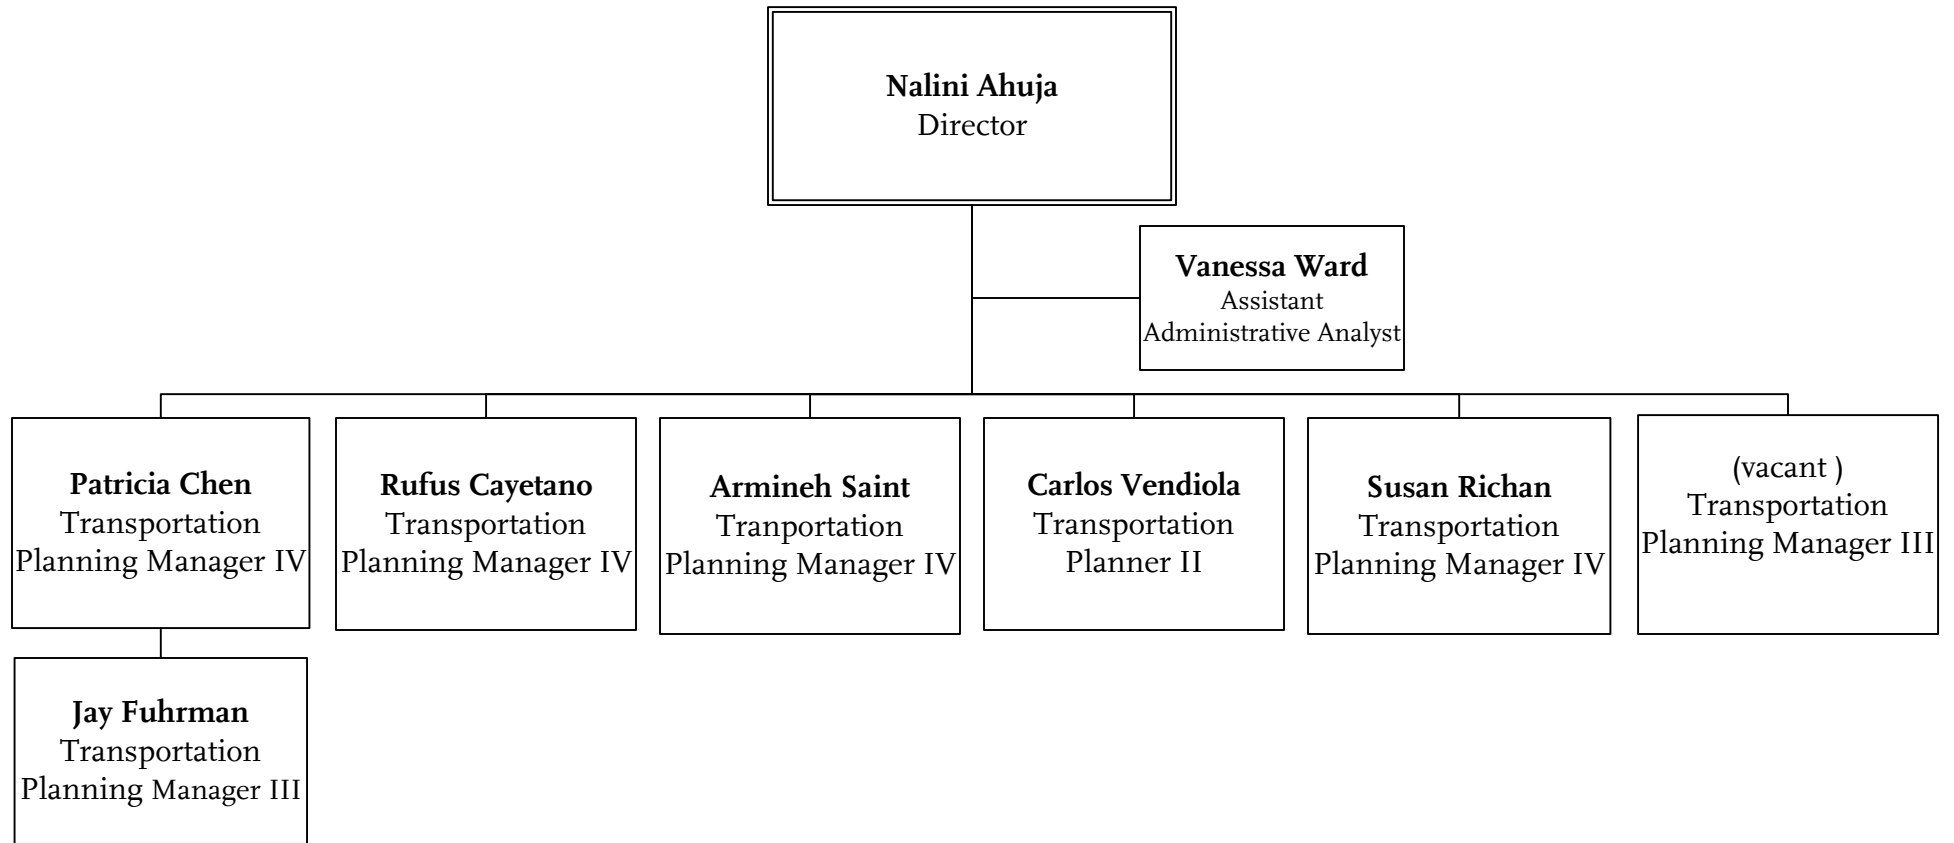 Nalini Ahuja
Director
Vanessa Ward
Assistant
Administrative Analyst
Patricia Chen
Transportation
Planning Manager IV
Rufus Cayetano
Transportation
Planning Manager IV
Armineh Saint
Tranportation
Planning Manager IV
Carlos Vendiola
Transportation
Planner II
Susan Richan
Transportation
Planning Manager IV
(vacant )
Transportation
Planning Manager III
Jay Fuhrman
Transportation
Planning Manager III